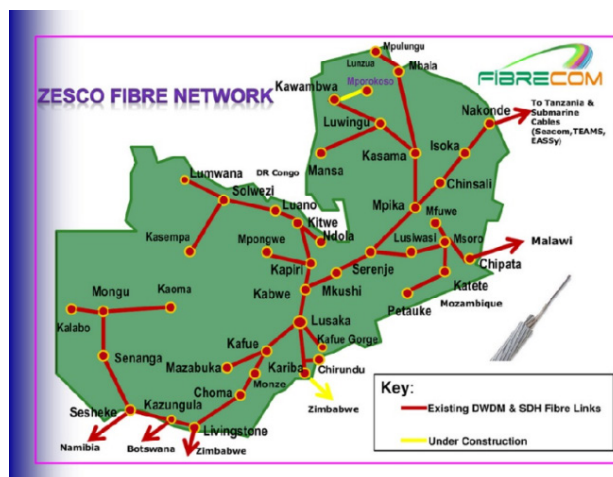 ZESCO FIBRE NETWORK
FIBRECOM
Mpulungu
Lunzua
Mbala
Mporokoso
Kawambwa
Nakonde
To Tanzania &
Submarine
Cables
(Seacom,TEAMS,
EASSy)
Luwingu
Isoka
Mansa
Kasama
Chinsali
DR Congo
Lumwana
Solwezi
Luano
Mpika
Mfuwe
Kitwe
Ndola
Kasempa
Mpongwe
Lusiwasi
Msoro
Malawi
Kapiri
Serenje
Chipata
Kaoma
Kabwe
Mkushi
Katete
Mongu
Petauke
Mozambique
Kalabo
Lusaka
Kafue Gorge
Senanga
Kafue
Mazabuka
Kariba
Chirundu
Monze
Choma
Zimbabwe
Sesheke
Kazungula
Livingstone
Namibia
Botswana
Zimbabwe
Key:
Existing DWDM & SDH Fibre Links
Under Construction